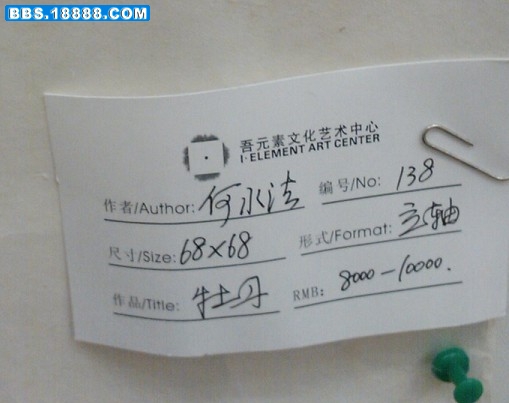 BBS.18888.COM
吾元素文化艺术中心
I·ELEMENT ART CENTER
作者/Author: 何水法 编号/No: 138
尺寸/Size: 68×68 形式/Format: 立轴
作品/Title: 牡丹 RMB: 8000-10000.